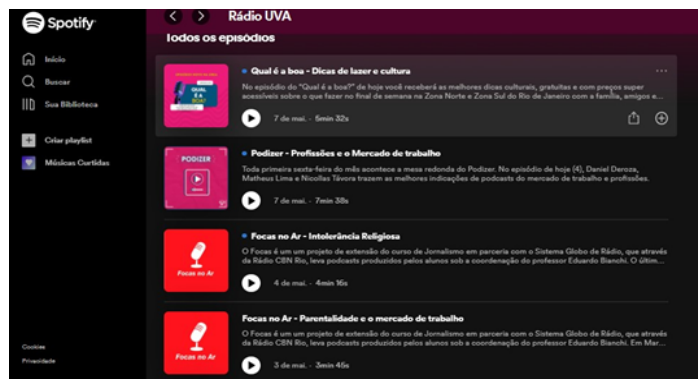 Spotify
Rádio UVA
Início
Buscar
Sua Biblioteca
Criar playlist
Músicas Curtidas
Cookies
Privacidade
Todos os episódios
QUAL É A BOA?
Qual é a boa - Dicas de lazer e cultura
No episódio do "Qual é a boa?" de hoje você receberá as melhores dicas culturais, gratuitas e com preços super
acessíveis sobre o que fazer no final de semana na Zona Norte e Zona Sul do Rio de Janeiro com a família, amigos e...
7 de mai. · 5min 32s
PODIZER
Podizer - Profissões e o Mercado de trabalho
Toda primeira sexta-feira do mês acontece a mesa redonda do Podizer. No episódio de hoje (4), Daniel Deroza,
Matheus Lima e Nicollas Távora trazem as melhores indicações de podcasts do mercado de trabalho e profissões.
7 de mai. · 7min 38s
Focas no Ar
Focas no Ar - Intolerância Religiosa
O Focas é um um projeto de extensão do curso de Jornalismo em parceria com o Sistema Globo de Rádio, que através
da Rádio CBN Rio, leva podcasts produzidos pelos alunos sob a coordenação do professor Eduardo Bianchi. O últim...
4 de mai. · 4min 16s
Focas no Ar
Focas no Ar - Parentalidade e o mercado de trabalho
O Focas é um um projeto de extensão do curso de Jornalismo em parceria com o Sistema Globo de Rádio, que através
da Rádio CBN Rio, leva podcasts produzidos pelos alunos sob a coordenação do professor Eduardo Bianchi. Em Mar...
3 de mai. · 3min 45s